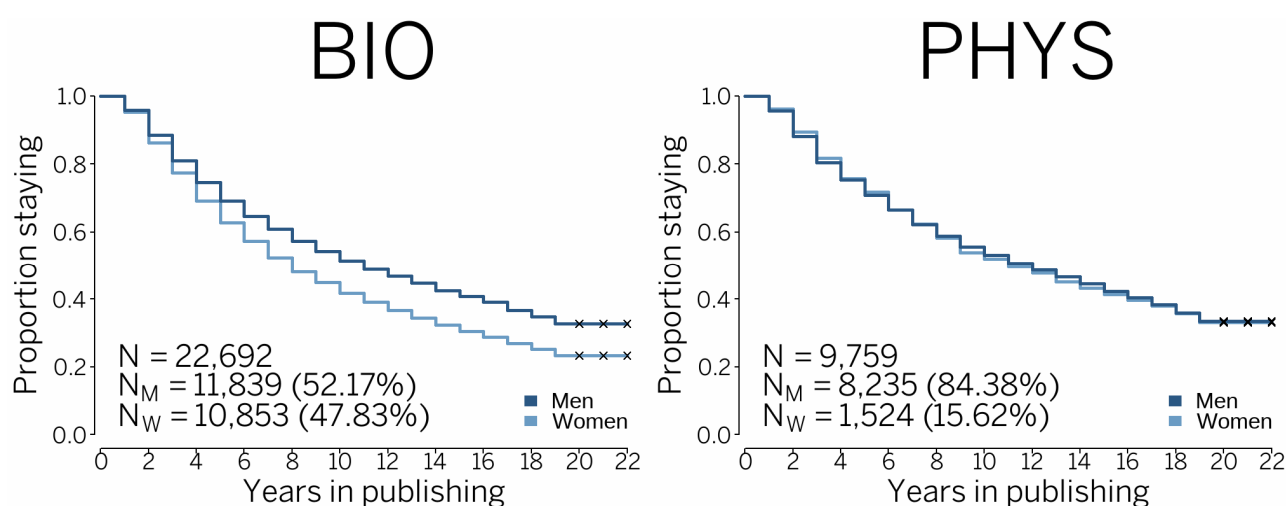 BIO
Proportion staying
1.0
0.8
0.6
0.4
0.2
0.0
N = 22,692
N_M = 11,839 (52.17%)
N_W = 10,853 (47.83%)
Men
Women
0 2 4 6 8 10 12 14 16 18 20 22
Years in publishing
PHYS
Proportion staying
1.0
0.8
0.6
0.4
0.2
0.0
N = 9,759
N_M = 8,235 (84.38%)
N_W = 1,524 (15.62%)
Men
Women
0 2 4 6 8 10 12 14 16 18 20 22
Years in publishing